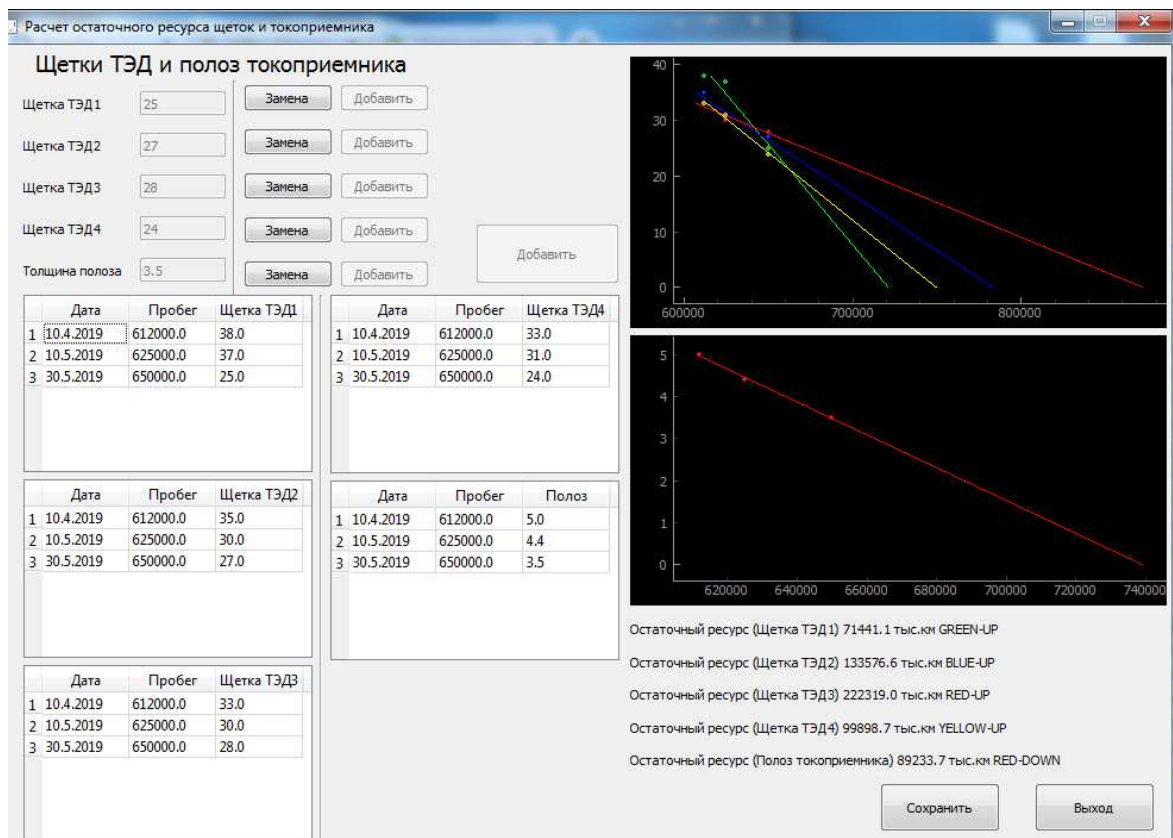 Расчет остаточного ресурса щеток и токоприемника
Щетки ТЭД и полоз токоприемника
Щетка ТЭД1 25 Замена Добавить
Щетка ТЭД2 27 Замена Добавить
Щетка ТЭД3 28 Замена Добавить
Щетка ТЭД4 24 Замена Добавить
Толщина полоза 3.5 Замена Добавить
Добавить
Дата Пробег Щетка ТЭД1
1 10.4.2019 612000.0 38.0
2 10.5.2019 625000.0 37.0
3 30.5.2019 650000.0 25.0
Дата Пробег Щетка ТЭД4
1 10.4.2019 612000.0 33.0
2 10.5.2019 625000.0 31.0
3 30.5.2019 650000.0 24.0
Дата Пробег Щетка ТЭД2
1 10.4.2019 612000.0 35.0
2 10.5.2019 625000.0 30.0
3 30.5.2019 650000.0 27.0
Дата Пробег Полоз
1 10.4.2019 612000.0 5.0
2 10.5.2019 625000.0 4.4
3 30.5.2019 650000.0 3.5
Дата Пробег Щетка ТЭД3
1 10.4.2019 612000.0 33.0
2 10.5.2019 625000.0 30.0
3 30.5.2019 650000.0 28.0
40
30
20
10
0
600000 700000 800000
5
4
3
2
1
0
620000 640000 660000 680000 700000 720000 740000
Остаточный ресурс (Щетка ТЭД1) 71441.1 тыс.км GREEN-UP
Остаточный ресурс (Щетка ТЭД2) 133576.6 тыс.км BLUE-UP
Остаточный ресурс (Щетка ТЭД3) 222319.0 тыс.км RED-UP
Остаточный ресурс (Щетка ТЭД4) 99898.7 тыс.км YELLOW-UP
Остаточный ресурс (Полоз токоприемника) 89233.7 тыс.км RED-DOWN
Сохранить Выход